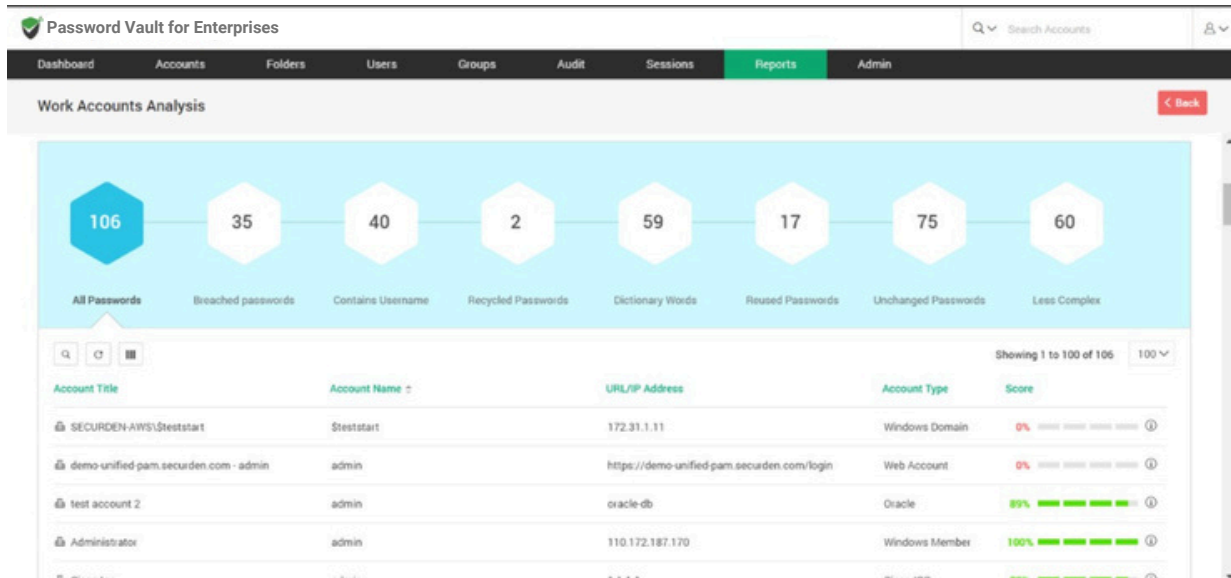 Password Vault for Enterprises
Search Accounts
Dashboard Accounts Folders Users Groups Audit Sessions Reports Admin
Work Accounts Analysis
Back
106 35 40 2 59 17 75 60
All Passwords Breached passwords Contains Username Recycled Passwords Dictionary Words Reused Passwords Unchanged Passwords Less Complex
Showing 1 to 100 of 106 100
Account Title Account Name URL/IP Address Account Type Score
SECURDEN-AWS\$teststart $teststart 172.31.1.11 Windows Domain 0%
demo-unified-pam.securden.com - admin admin https://demo-unified-pam.securden.com/login Web Account 0%
test account 2 admin oracle-db Oracle 89%
Administrator admin 110.172.187.170 Windows Member 100%